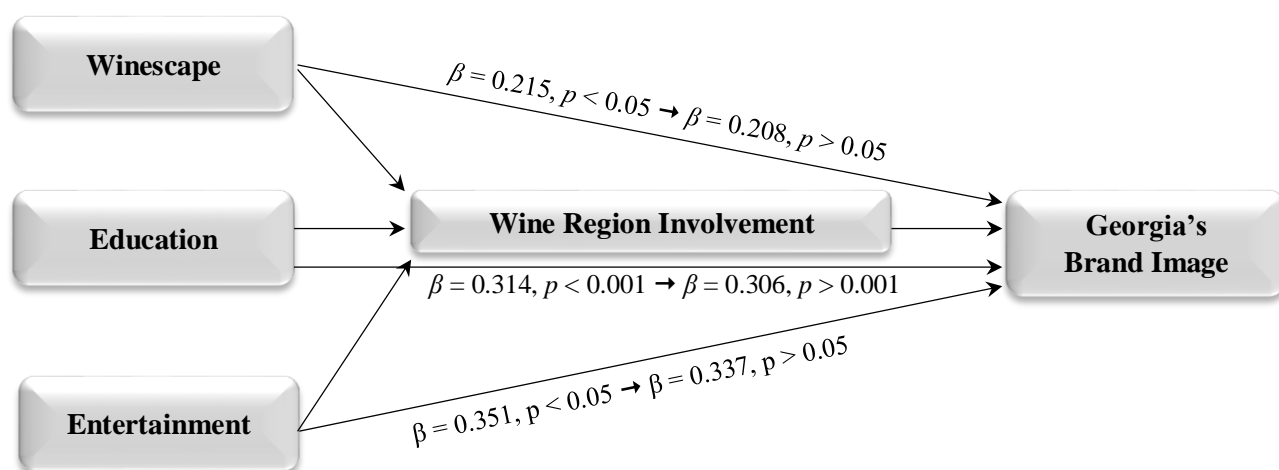 Winescape
β = 0.215, p < 0.05 → β = 0.208, p > 0.05
Education
Wine Region Involvement
Georgia’s
Brand Image
β = 0.314, p < 0.001 → β = 0.306, p > 0.001
Entertainment
β = 0.351, p < 0.05 → β = 0.337, p > 0.05